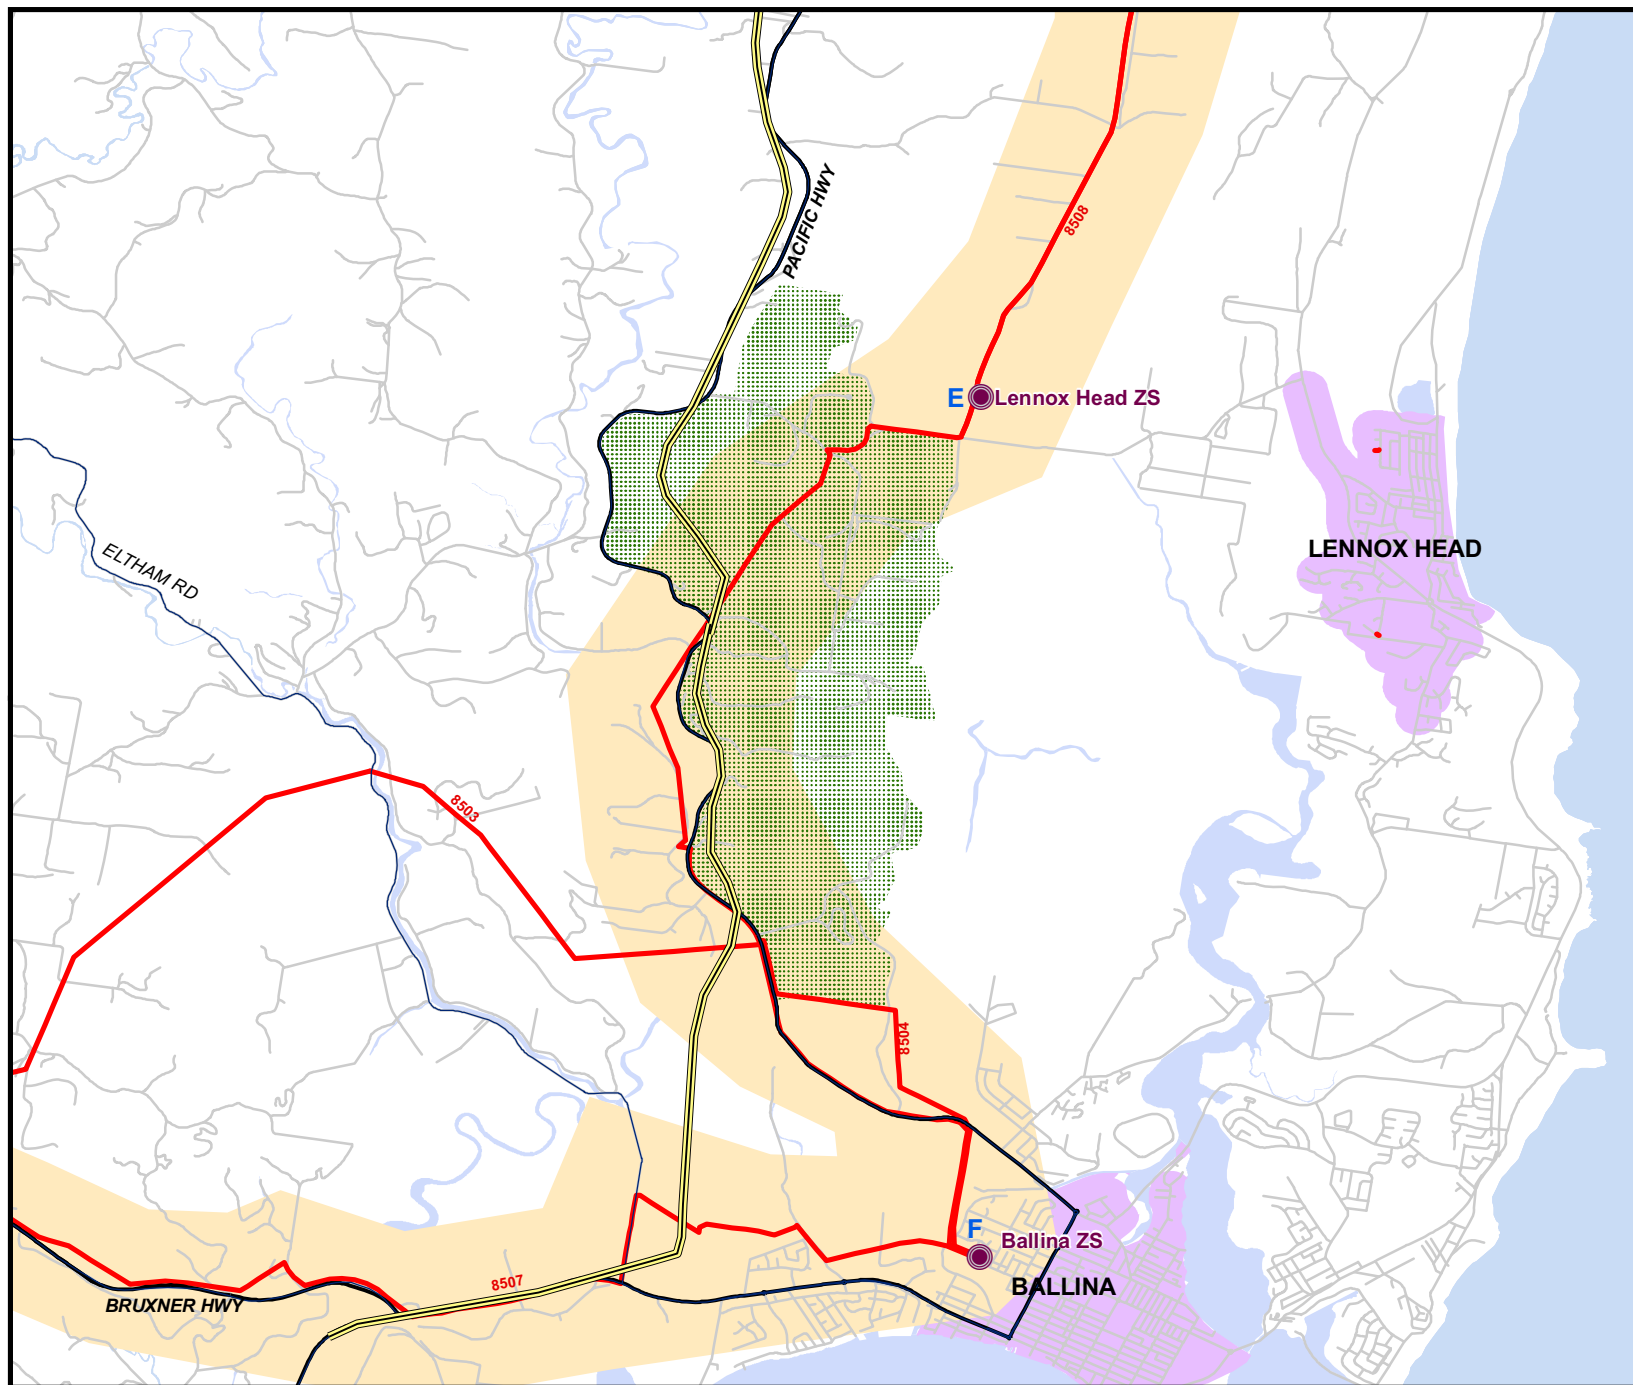 PACIFIC HWY
8508
E
Lennox Head ZS
LENNOX HEAD
ELTHAM RD
8503
8504
F
Ballina ZS
BALLINA
8507
BRUXNER HWY